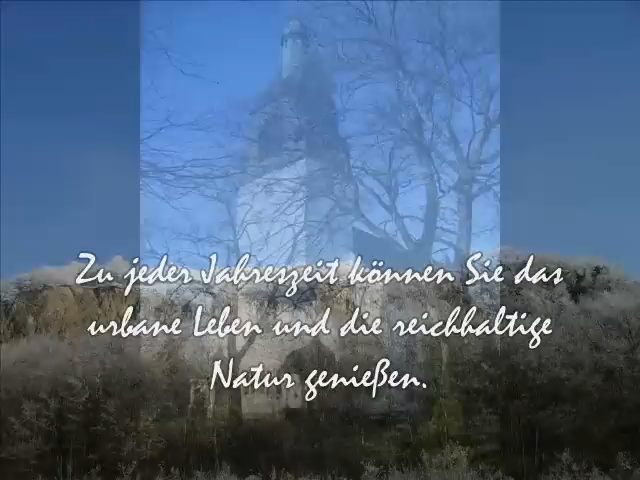 Zu jeder Jahreszeit können Sie das
urbane Leben und die reichhaltige
Natur genießen.